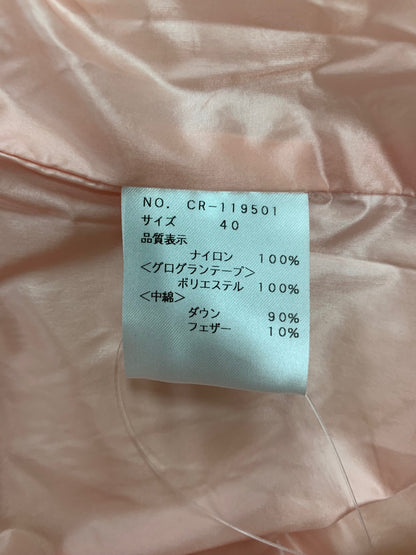 NO. CR-119501
サイズ 40
品質表示
ナイロン 100%
<グログランテープ>
ポリエステル 100%
<中綿>
ダウン 90%
フェザー 10%